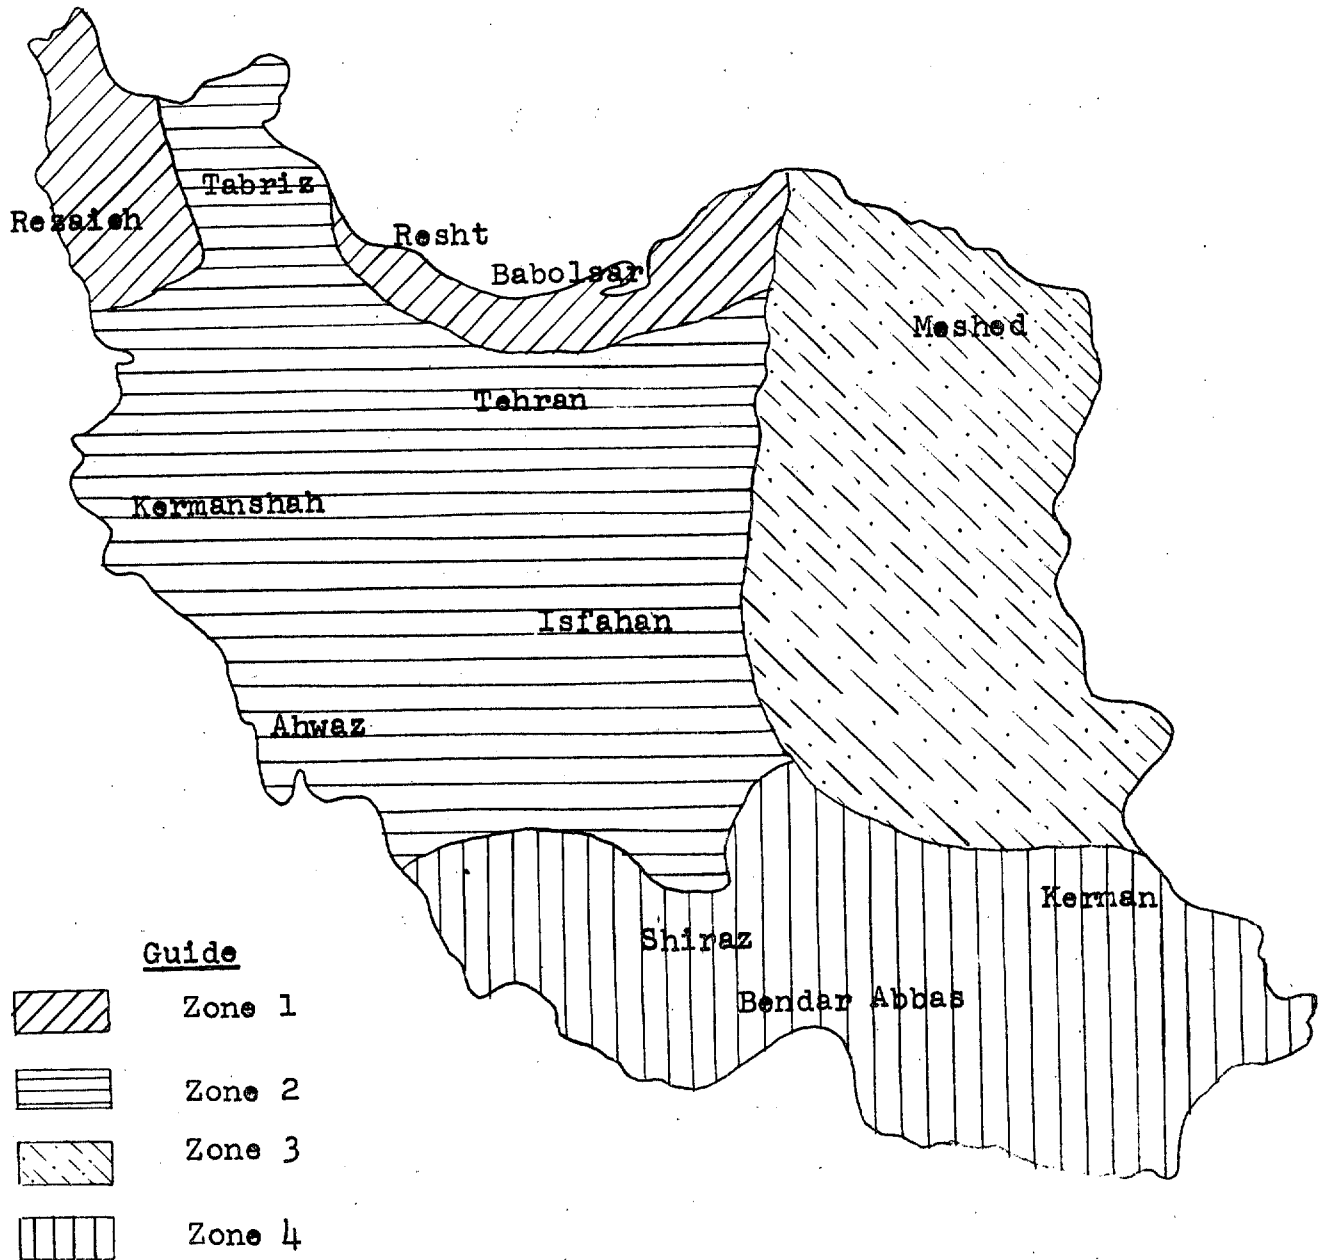 Tabriz
Rezaieh
Resht
Babolsar
Meshed
Tehran
Kermanshah
Isfahan
Ahwaz
Kerman
Shiraz
Bendar Abbas
Guide
Zone 1
Zone 2
Zone 3
Zone 4